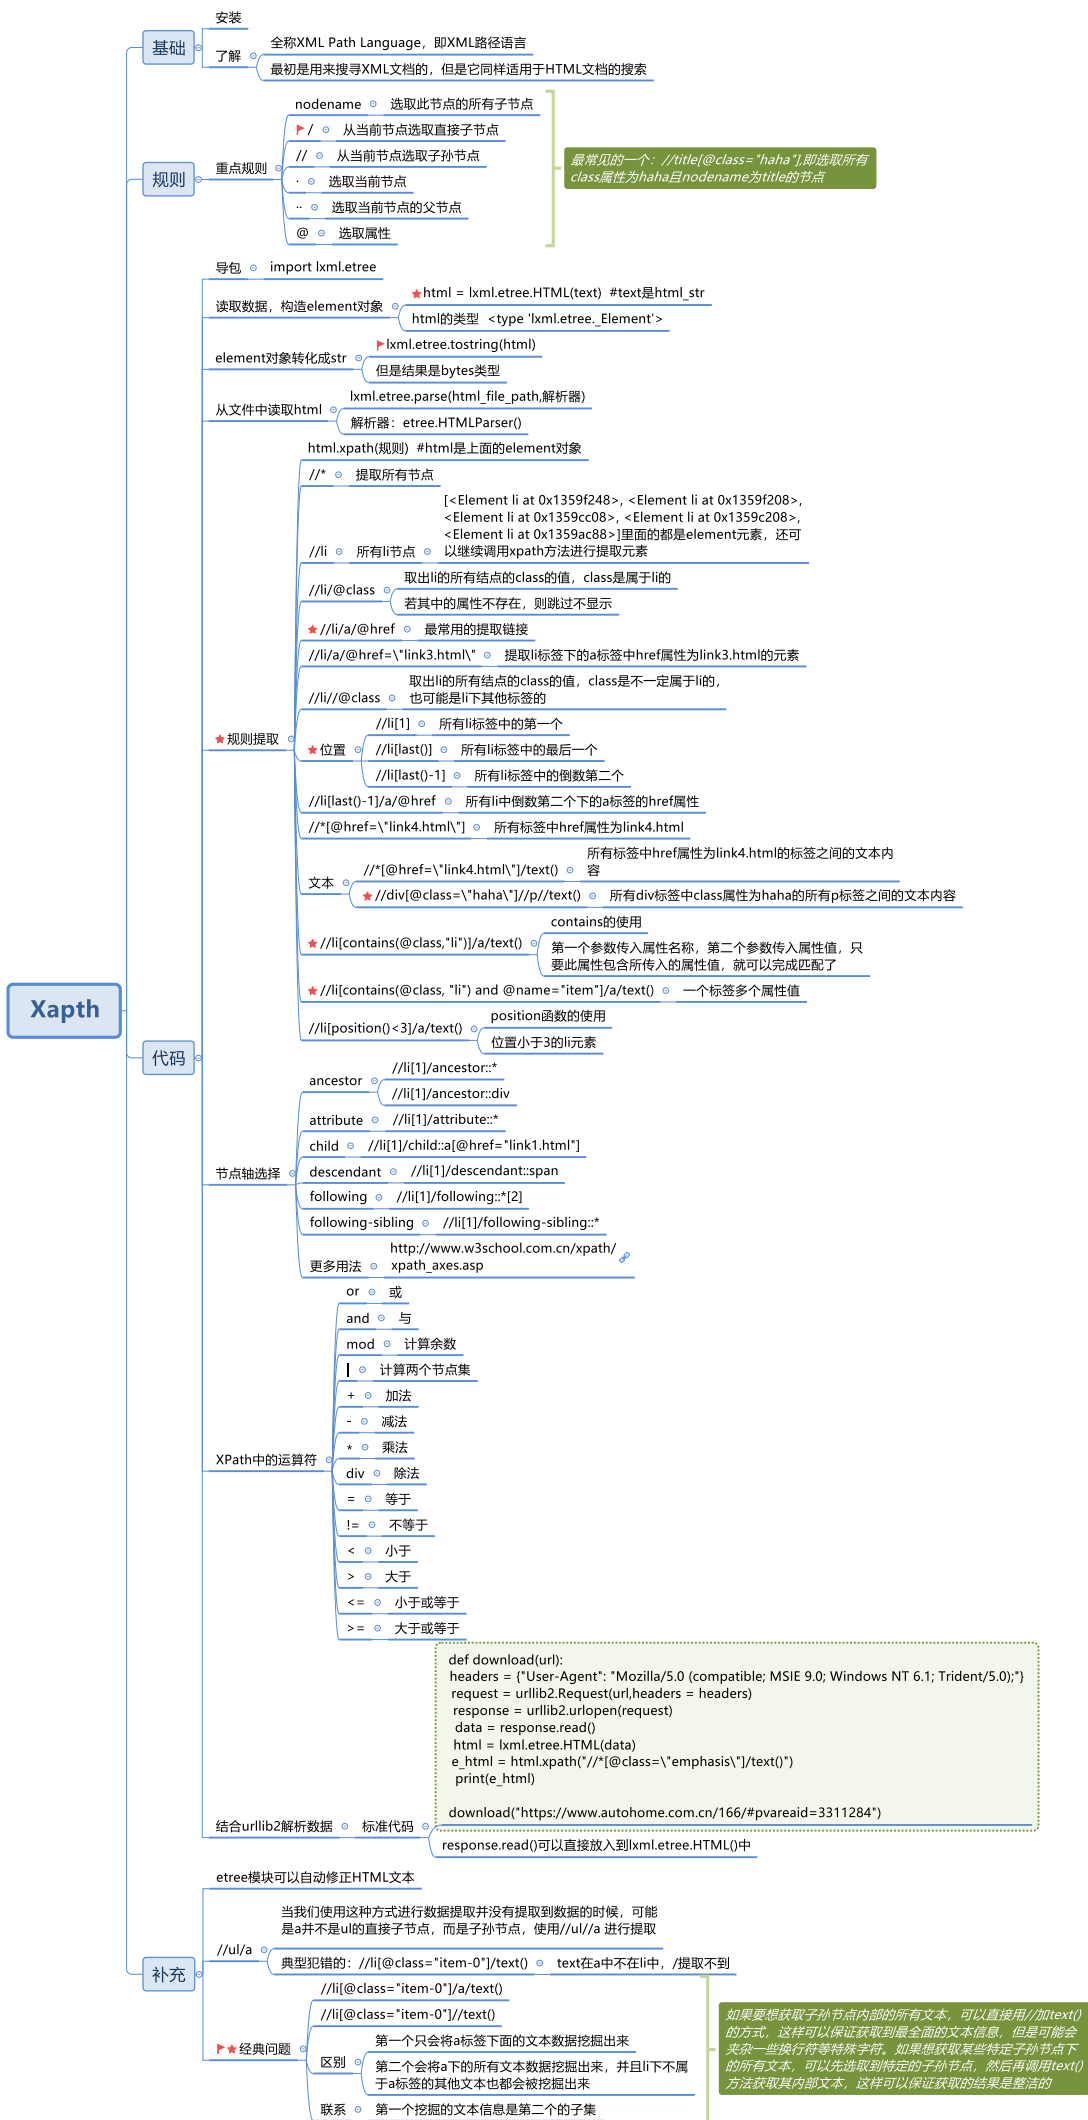 Xapth
基础
安装
了解
全称XML Path Language，即XML路径语言
最初是用来搜寻XML文档的，但是它同样适用于HTML文档的搜索
规则
重点规则
nodename
选取此节点的所有子节点
/
从当前节点选取直接子节点
//
从当前节点选取子孙节点
.
选取当前节点
..
选取当前节点的父节点
@
选取属性
最常见的一个：//title[@class="haha"],即选取所有
class属性为haha且nodename为title的节点
代码
导包
import lxml.etree
读取数据，构造element对象
html = lxml.etree.HTML(text)  #text是html_str
html的类型  <type 'lxml.etree._Element'>
element对象转化成str
lxml.etree.tostring(html)
但是结果是bytes类型
从文件中读取html
lxml.etree.parse(html_file_path,解析器)
解析器：etree.HTMLParser()
规则提取
html.xpath(规则)  #html是上面的element对象
//*
提取所有节点
//li
所有li节点
[<Element li at 0x1359f248>, <Element li at 0x1359f208>,
<Element li at 0x1359cc08>, <Element li at 0x1359c208>,
<Element li at 0x1359ac88>]里面的都是element元素，还可
以继续调用xpath方法进行提取元素
//li/@class
取出li的所有结点的class的值，class是属于li的
若其中的属性不存在，则跳过不显示
//li/a/@href
最常用的提取链接
//li/a/@href=\"link3.html\"
提取li标签下的a标签中href属性为link3.html的元素
//li//@class
取出li的所有结点的class的值，class是不一定属于li的，
也可能是li下其他标签的
位置
//li[1]
所有li标签中的第一个
//li[last()]
所有li标签中的最后一个
//li[last()-1]
所有li标签中的倒数第二个
//li[last()-1]/a/@href
所有li中倒数第二个下的a标签的href属性
//*[@href=\"link4.html\"]
所有标签中href属性为link4.html
文本
//*[@href=\"link4.html\"]/text()
所有标签中href属性为link4.html的标签之间的文本内
容
//div[@class=\"haha\"]//p//text()
所有div标签中class属性为haha的所有p标签之间的文本内容
//li[contains(@class,"li")]/a/text()
contains的使用
第一个参数传入属性名称，第二个参数传入属性值，只
要此属性包含所传入的属性值，就可以完成匹配了
//li[contains(@class, "li") and @name="item"]/a/text()
一个标签多个属性值
//li[position()<3]/a/text()
position函数的使用
位置小于3的li元素
节点轴选择
ancestor
//li[1]/ancestor::*
//li[1]/ancestor::div
attribute
//li[1]/attribute::*
child
//li[1]/child::a[@href="link1.html"]
descendant
//li[1]/descendant::span
following
//li[1]/following::*[2]
following-sibling
//li[1]/following-sibling::*
更多用法
http://www.w3school.com.cn/xpath/
xpath_axes.asp
XPath中的运算符
or
或
and
与
mod
计算余数
|
计算两个节点集
+
加法
-
减法
*
乘法
div
除法
=
等于
!=
不等于
<
小于
>
大于
<=
小于或等于
>=
大于或等于
结合urllib2解析数据
标准代码
def download(url):
headers = {"User-Agent": "Mozilla/5.0 (compatible; MSIE 9.0; Windows NT 6.1; Trident/5.0);"}
request = urllib2.Request(url,headers = headers)
response = urllib2.urlopen(request)
data = response.read()
html = lxml.etree.HTML(data)
e_html = html.xpath("//*[@class=\"emphasis\"]/text()")
print(e_html)
download("https://www.autohome.com.cn/166/#pvareaid=3311284")
response.read()可以直接放入到lxml.etree.HTML()中
补充
etree模块可以自动修正HTML文本
//ul/a
当我们使用这种方式进行数据提取并没有提取到数据的时候，可能
是a并不是ul的直接子节点，而是子孙节点，使用//ul//a 进行提取
典型犯错的：//li[@class="item-0"]/text()
text在a中不在li中，/提取不到
经典问题
//li[@class="item-0"]/a/text()
//li[@class="item-0"]//text()
区别
第一个只会将a标签下面的文本数据挖掘出来
第二个会将a下的所有文本数据挖掘出来，并且li下不属
于a标签的其他文本也都会被挖掘出来
联系
第一个挖掘的文本信息是第二个的子集
如果要想获取子孙节点内部的所有文本，可以直接用//加text()
的方式，这样可以保证获取到最全面的文本信息，但是可能会
夹杂一些换行符等特殊字符。如果想获取某些特定子孙节点下
的所有文本，可以先选取到特定的子孙节点，然后再调用text()
方法获取其内部文本，这样可以保证获取的结果是整洁的